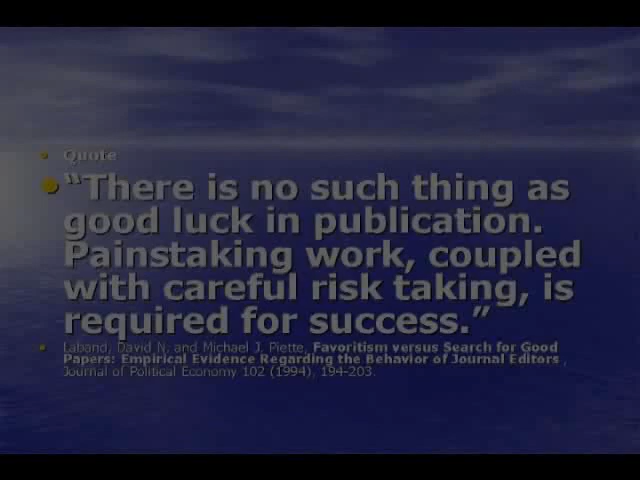 Quote
“There is no such thing as
good luck in publication.
Painstaking work, coupled
with careful risk taking, is
required for success.”
Laband, David N. and Michael J. Piette, Favoritism versus Search for Good
Papers: Empirical Evidence Regarding the Behavior of Journal Editors ,
Journal of Political Economy 102 (1994), 194-203.